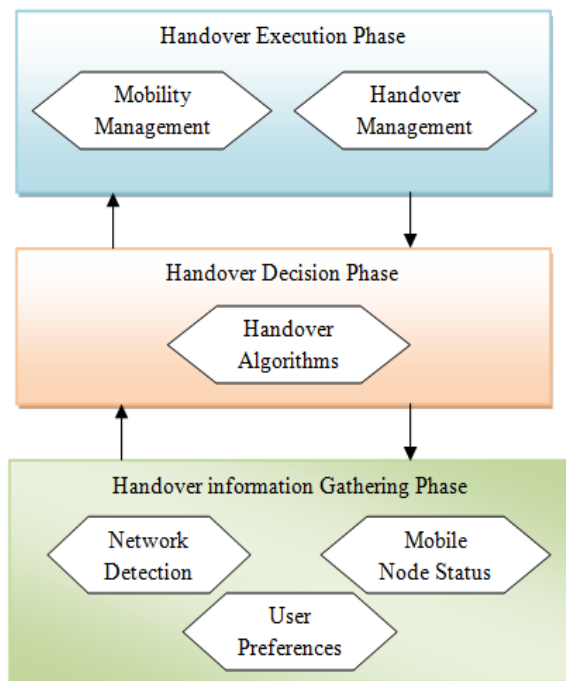 Handover Execution Phase
Mobility
Management
Handover
Management
Handover Decision Phase
Handover
Algorithms
Handover information Gathering Phase
Network
Detection
Mobile
Node Status
User
Preferences